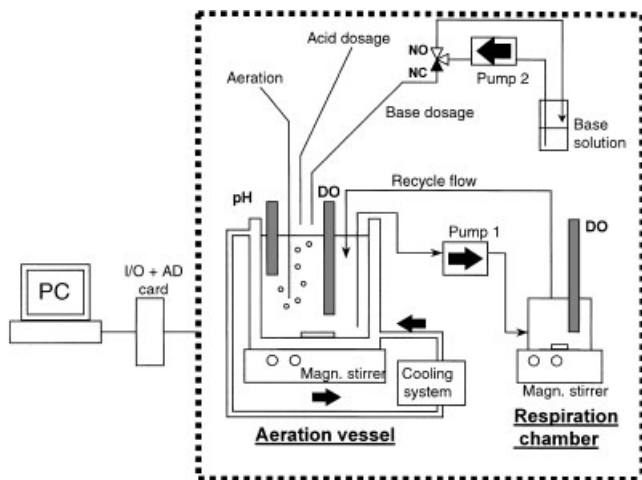 Acid dosage
Aeration
NO
NC
Pump 2
Base dosage
Base
solution
pH
DO
Recycle flow
Pump 1
DO
PC
I/O + AD
card
Magn. stirrer
Cooling
system
Magn. stirrer
Aeration vessel
Respiration
chamber